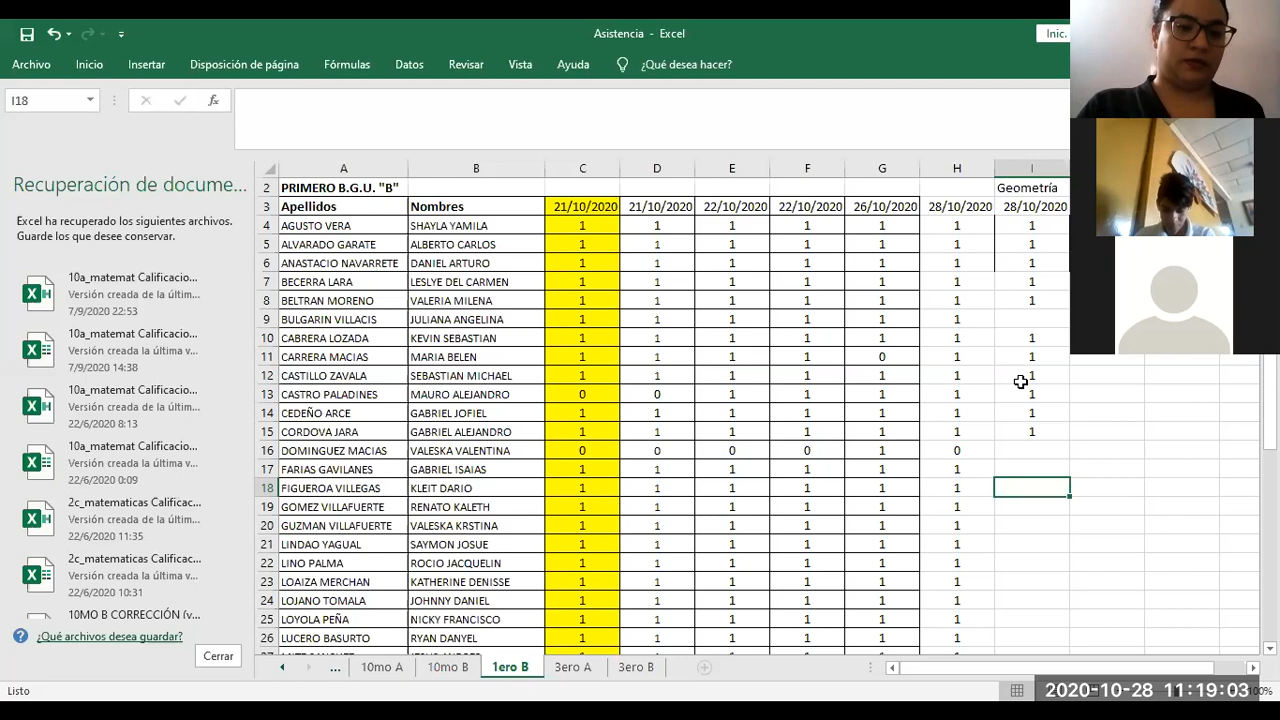 Asistencia - Excel
Inic.
Archivo Inicio Insertar Disposición de página Fórmulas Datos Revisar Vista Ayuda ¿Qué desea hacer?
I18 fx
Recuperación de docume...
Excel ha recuperado los siguientes archivos.
Guarde los que desee conservar.
10a_matemat Calificacio...
Versión creada de la últim...
7/9/2020 22:53
10a_matemat Calificacio...
Versión creada de la última v...
7/9/2020 14:38
10a_matemat Calificacio...
Versión creada de la última v...
22/6/2020 8:13
10a_matemat Calificacio...
Versión creada de la última v...
22/6/2020 0:09
2c_matematicas Calificac...
Versión creada de la última v...
22/6/2020 11:35
2c_matematicas Calificac...
Versión creada de la última v...
22/6/2020 10:31
10MO B CORRECCIÓN (v...
¿Qué archivos desea guardar?
Cerrar
A B C D E F G H I
2 PRIMERO B.G.U. "B" Geometría
3 Apellidos Nombres 21/10/2020 21/10/2020 22/10/2020 22/10/2020 26/10/2020 28/10/2020 28/10/2020
4 AGUSTO VERA SHAYLA YAMILA 1 1 1 1 1 1 1
5 ALVARADO GARATE ALBERTO CARLOS 1 1 1 1 1 1 1
6 ANASTACIO NAVARRETE DANIEL ARTURO 1 1 1 1 1 1 1
7 BECERRA LARA LESLYE DEL CARMEN 1 1 1 1 1 1 1
8 BELTRAN MORENO VALERIA MILENA 1 1 1 1 1 1 1
9 BULGARIN VILLACIS JULIANA ANGELINA 1 1 1 1 1 1
10 CABRERA LOZADA KEVIN SEBASTIAN 1 1 1 1 1 1 1
11 CARRERA MACIAS MARIA BELEN 1 1 1 1 0 1 1
12 CASTILLO ZAVALA SEBASTIAN MICHAEL 1 1 1 1 1 1 1
13 CASTRO PALADINES MAURO ALEJANDRO 0 0 1 1 1 1 1
14 CEDEÑO ARCE GABRIEL JOFIEL 1 1 1 1 1 1 1
15 CORDOVA JARA GABRIEL ALEJANDRO 1 1 1 1 1 1 1
16 DOMINGUEZ MACIAS VALESKA VALENTINA 0 0 0 0 1 0
17 FARIAS GAVILANES GABRIEL ISAIAS 1 1 1 1 1 1
18 FIGUEROA VILLEGAS KLEIT DARIO 1 1 1 1 1 1
19 GOMEZ VILLAFUERTE RENATO KALETH 1 1 1 1 1 1
20 GUZMAN VILLAFUERTE VALESKA KRSTINA 1 1 1 1 1 1
21 LINDAO YAGUAL SAYMON JOSUE 1 1 1 1 1 1
22 LINO PALMA ROCIO JACQUELIN 1 1 1 1 1 1
23 LOAIZA MERCHAN KATHERINE DENISSE 1 1 1 1 1 1
24 LOJANO TOMALA JOHNNY DANIEL 1 1 1 1 1 1
25 LOYOLA PEÑA NICKY FRANCISCO 1 1 1 1 1 1
26 LUCERO BASURTO RYAN DANYEL 1 1 1 1 1 1
... 10mo A 10mo B 1ero B 3ero A 3ero B
Listo
2020-10-28 11:19:03
100%